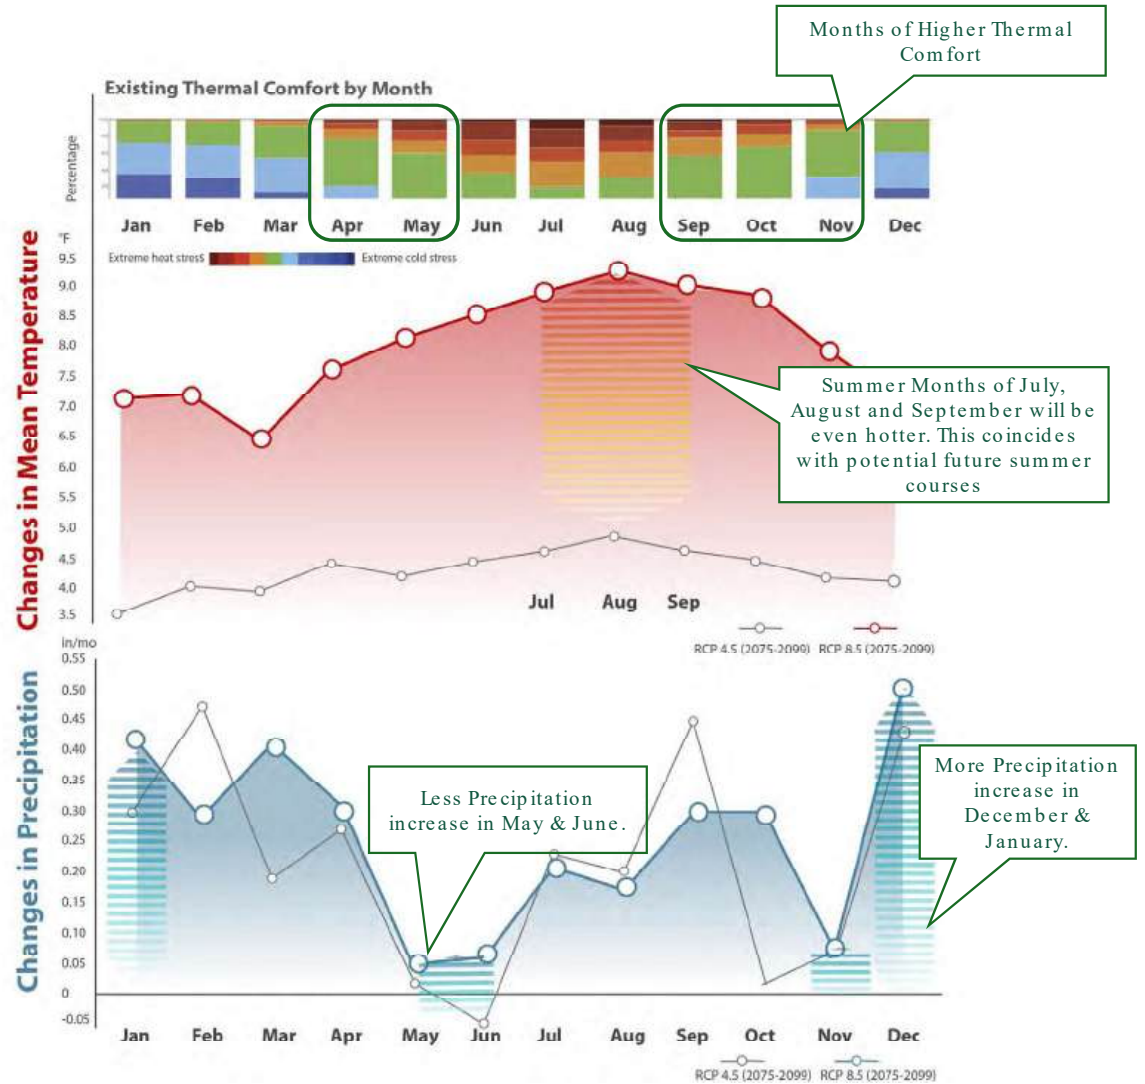 Months of Higher Thermal
Comfort
Existing Thermal Comfort by Month
Percentage
Jan Feb Mar Apr May Jun Jul Aug Sep Oct Nov Dec
Extreme heat stress Extreme cold stress
Changes in Mean Temperature
°F
9.5
9.0
8.5
8.0
7.5
7.0
6.5
6.0
5.5
5.0
4.5
4.0
3.5
Summer Months of July,
August and September will be
even hotter. This coincides
with potential future summer
courses
Jul Aug Sep
RCP 4.5 (2075-2099) RCP 8.5 (2075-2099)
Changes in Precipitation
in/mo
0.55
0.50
0.45
0.40
0.35
0.30
0.25
0.20
0.15
0.10
0.05
0
-0.05
Less Precipitation
increase in May & June.
More Precipitation
increase in
December &
January.
Jan Feb Mar Apr May Jun Jul Aug Sep Oct Nov Dec
RCP 4.5 (2075-2099) RCP 8.5 (2075-2099)